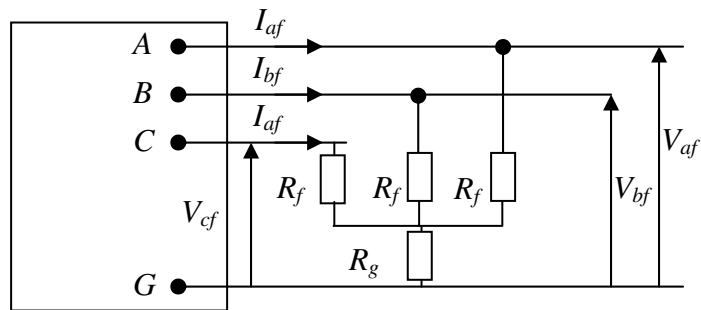 I_af
A
I_bf
B
I_af
C
V_af
R_f R_f R_f
V_bf
V_cf
R_g
G